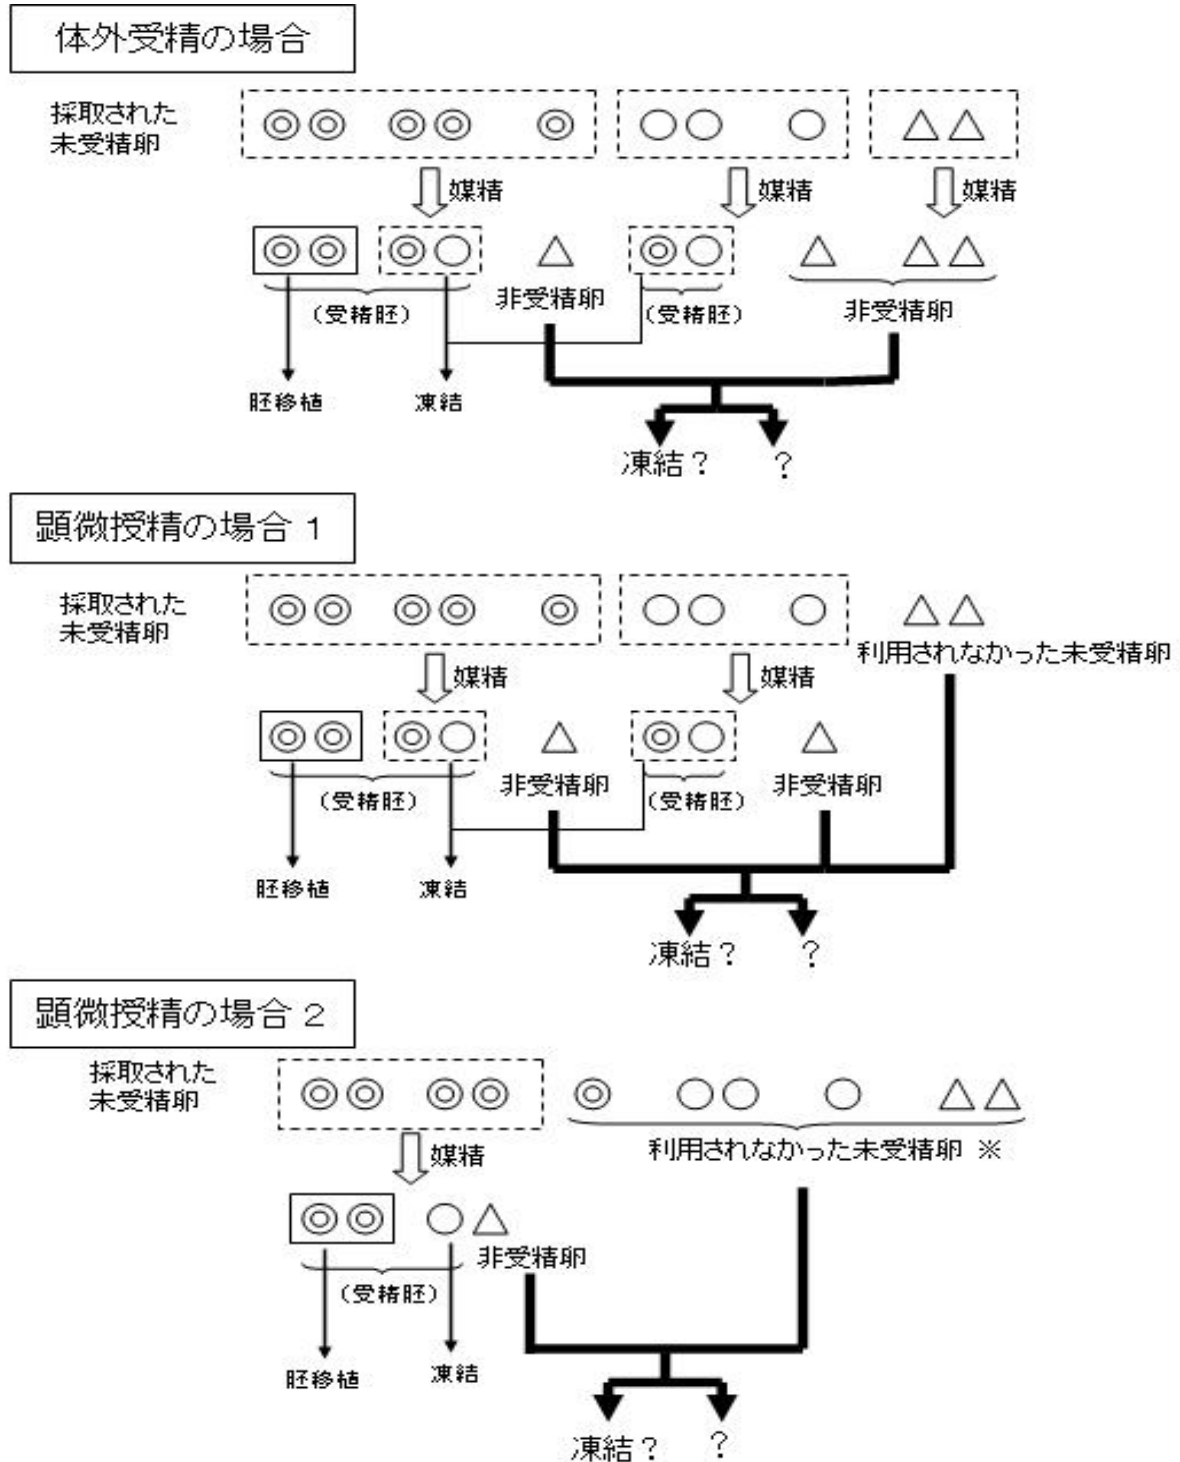 体外受精の場合
採取された
未受精卵
媒精 媒精 媒精
非受精卵
(受精胚) (受精胚) 非受精卵
胚移植 凍結
凍結? ?
顕微授精の場合 1
採取された
未受精卵
利用されなかった未受精卵
媒精 媒精
非受精卵 非受精卵
(受精胚) (受精胚)
胚移植 凍結
凍結? ?
顕微授精の場合 2
採取された
未受精卵
利用されなかった未受精卵 ※
媒精
非受精卵
(受精胚)
胚移植 凍結
凍結? ?